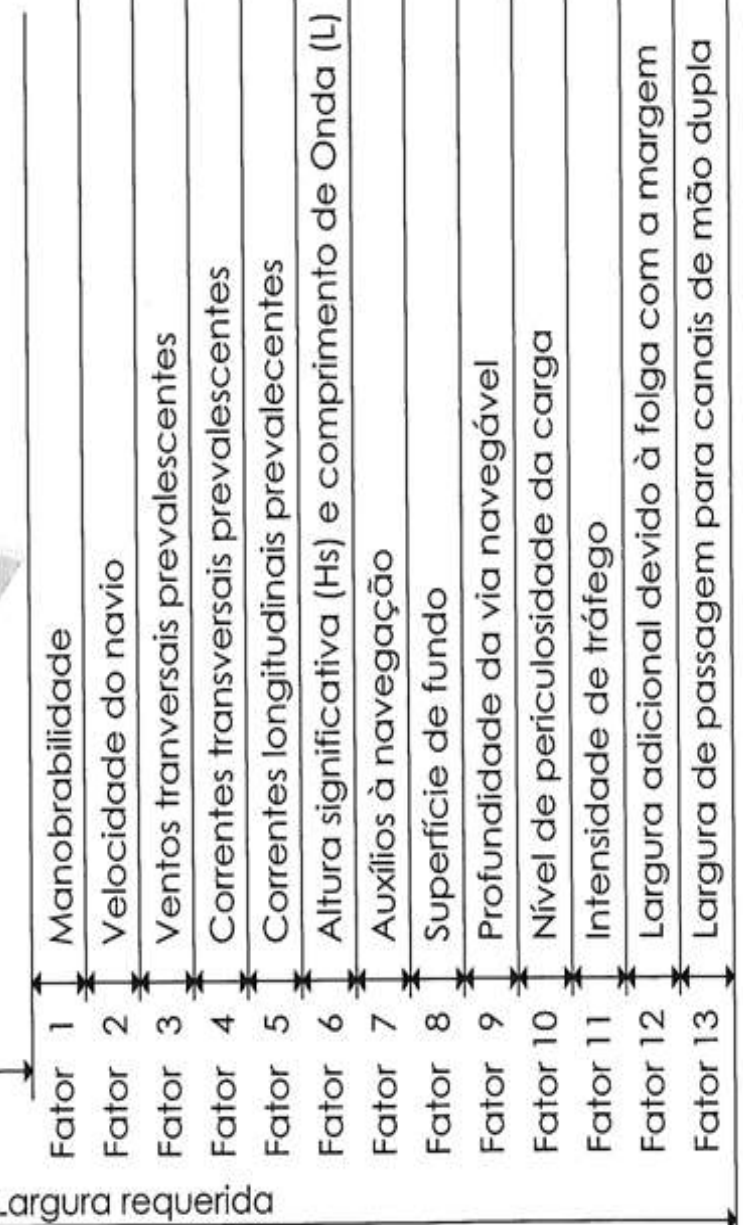 Fator 1 Manobrabilidade
Fator 2 Velocidade do navio
Fator 3 Ventos tranversais prevalescentes
Fator 4 Correntes transversais prevalescentes
Fator 5 Correntes longitudinais prevalecentes
Fator 6 Altura significativa (Hs) e comprimento de Onda (L)
Fator 7 Auxílios à navegação
Fator 8 Superfície de fundo
Fator 9 Profundidade da via navegável
Fator 10 Nível de periculosidade da carga
Fator 11 Intensidade de tráfego
Fator 12 Largura adicional devido à folga com a margem
Fator 13 Largura de passagem para canais de mão dupla
Largura requerida